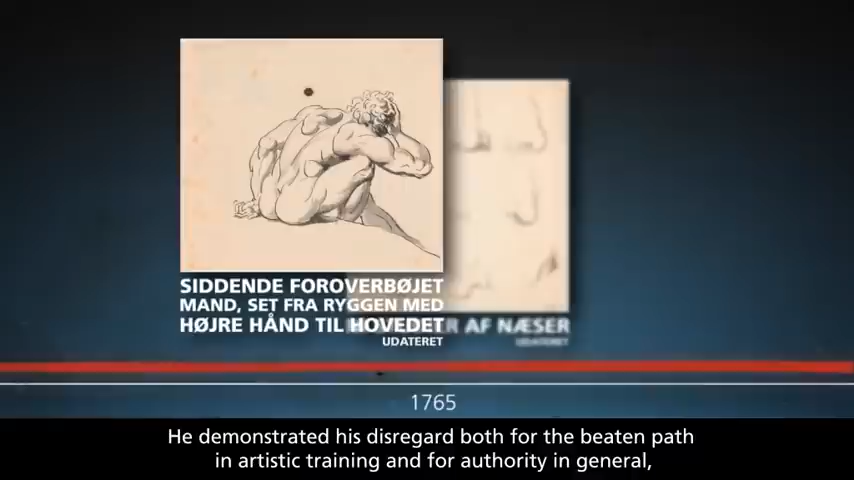 SIDDENDE FOROVERBØJET
MAND, SET FRA RYGGEN MED
HØJRE HÅND TIL HOVEDET
UDATERET
AF NÆSER
UDATERET
1765
He demonstrated his disregard both for the beaten path
in artistic training and for authority in general,